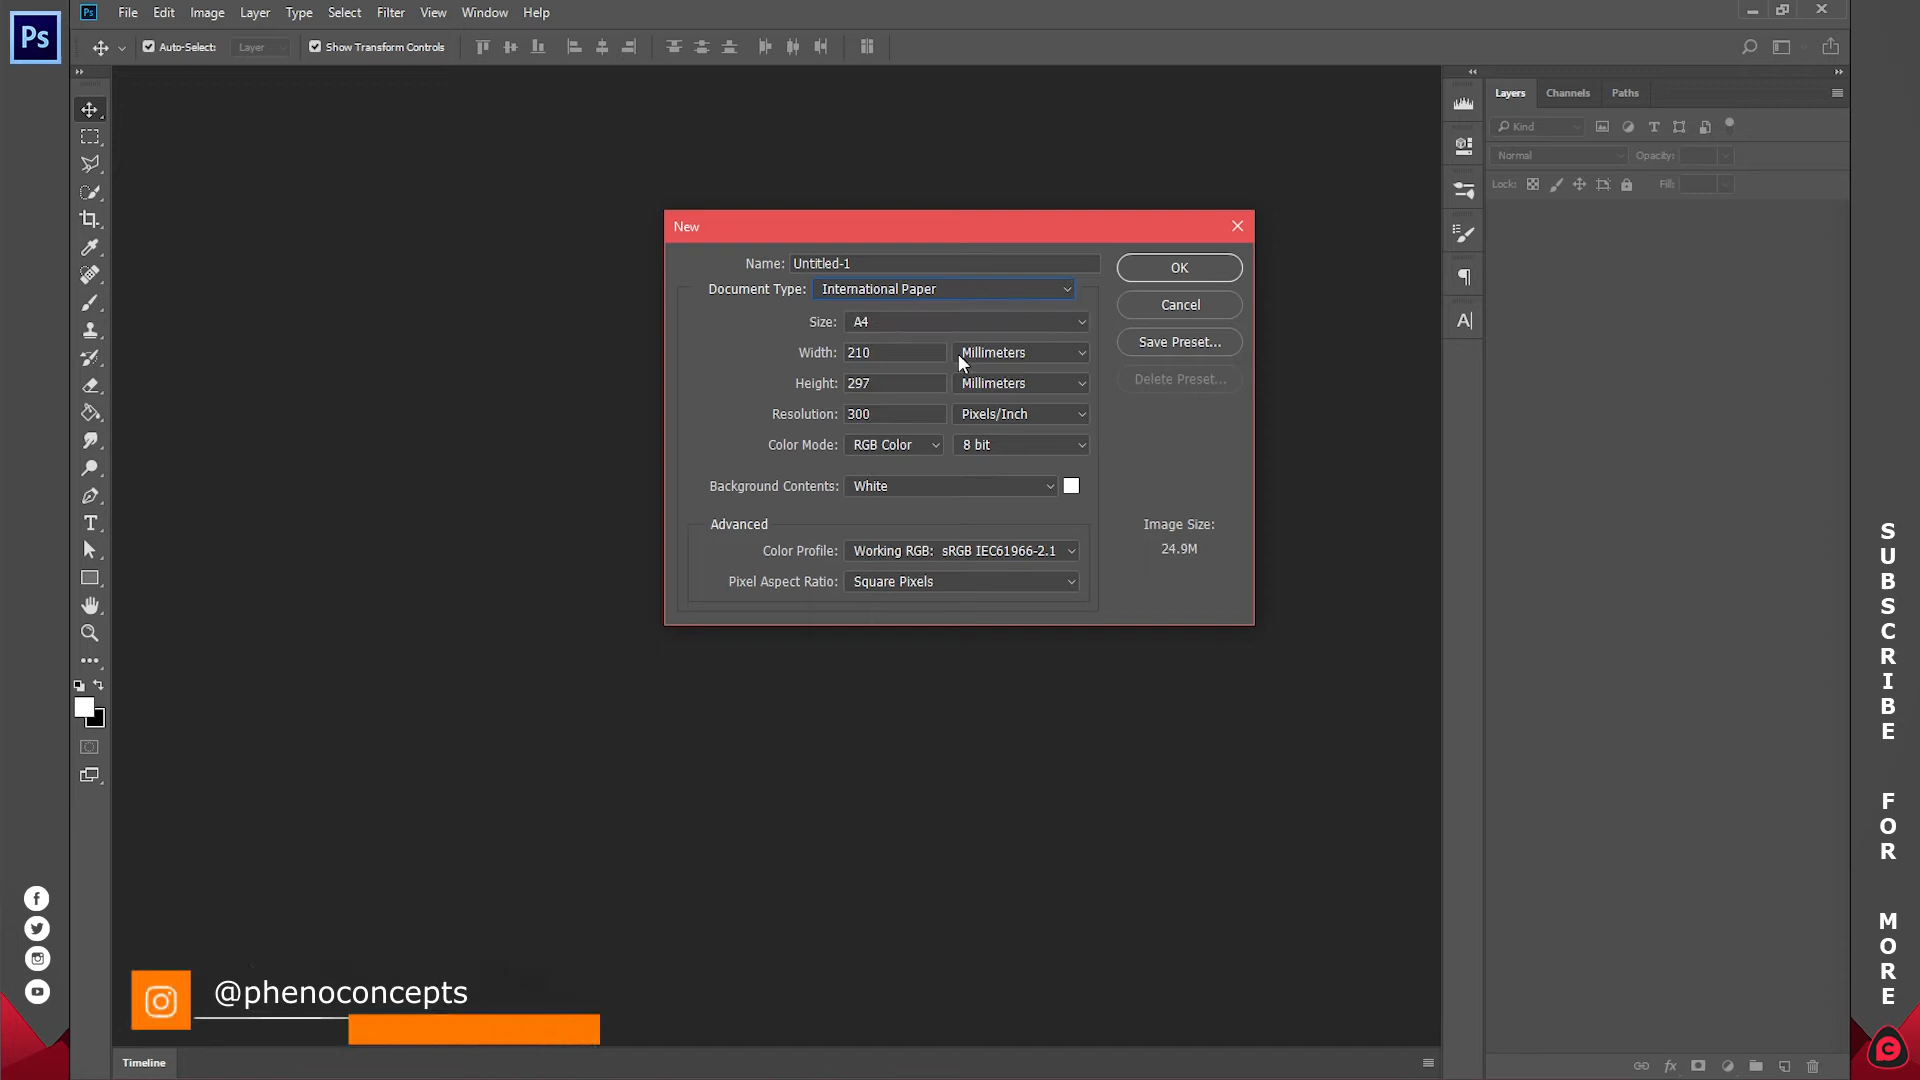 Ps
Ps File Edit Image Layer Type Select Filter View Window Help
Auto-Select: Layer Show Transform Controls
Layers Channels Paths
Kind
Normal Opacity:
Lock: Fill:
New
Name: Untitled-1
OK
Document Type: International Paper
Cancel
Size: A4
Save Preset...
Width: 210 Millimeters
Height: 297 Millimeters
Delete Preset...
Resolution: 300 Pixels/Inch
Color Mode: RGB Color 8 bit
Background Contents: White
Advanced
Image Size:
24.9M
Color Profile: Working RGB: sRGB IEC61966-2.1
Pixel Aspect Ratio: Square Pixels
@phenoconcepts
Timeline
SUBSCRIBE
FOR
MORE